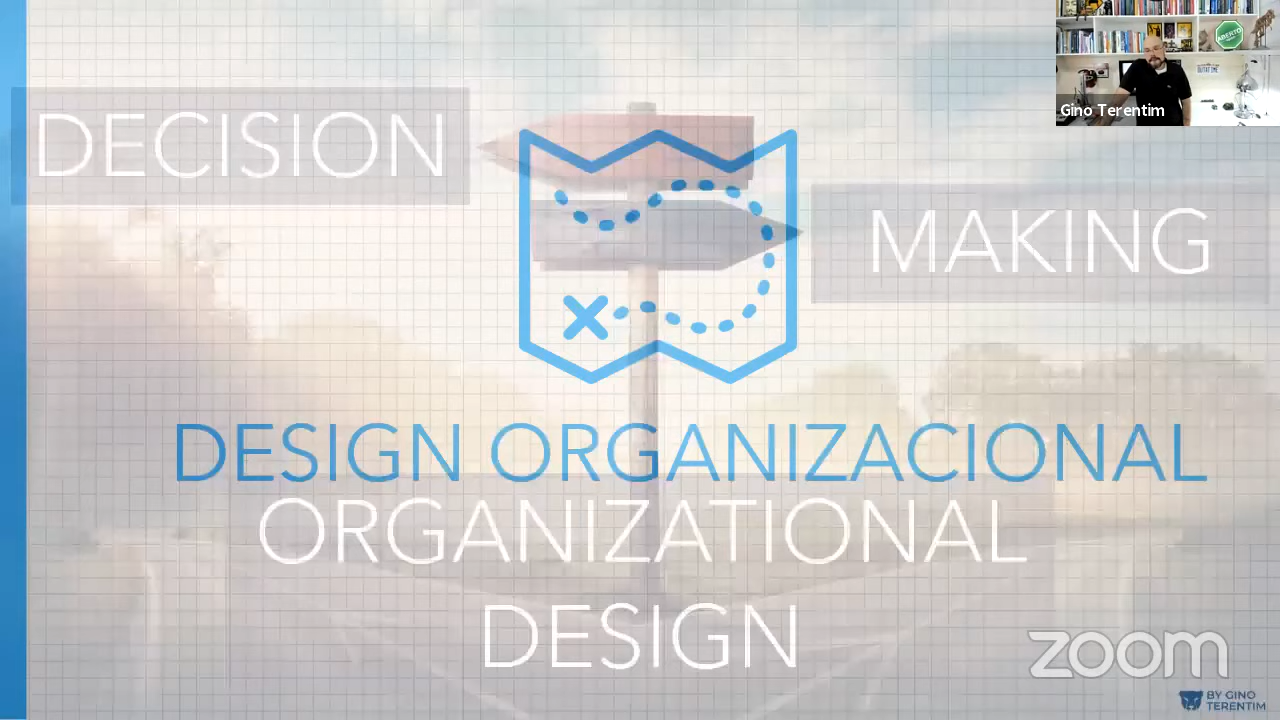 DECISION
MAKING
DESIGN ORGANIZACIONAL
ORGANIZATIONAL
DESIGN
Gino Terentim
ABERTO
zoom
BY GINO
TERENTIM